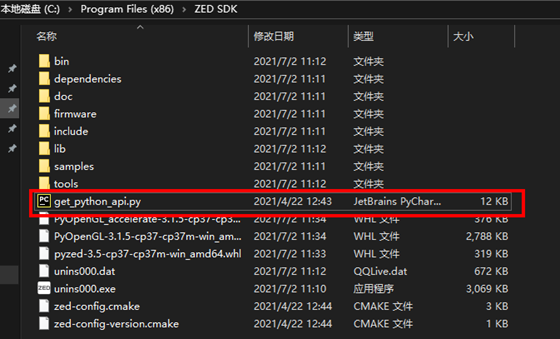 本地磁盘 (C:) › Program Files (x86) › ZED SDK
名称 修改日期 类型 大小
bin 2021/7/2 11:12 文件夹
dependencies 2021/7/2 11:11 文件夹
doc 2021/7/2 11:11 文件夹
firmware 2021/7/2 11:11 文件夹
include 2021/7/2 11:11 文件夹
lib 2021/7/2 11:11 文件夹
samples 2021/7/2 11:11 文件夹
tools 2021/7/2 11:11 文件夹
get_python_api.py 2021/4/22 12:43 JetBrains PyChar... 12 KB
PyOpenGL_accelerate-3.1.5-cp37-cp37... 2021/7/2 11:34 WHL 文件 376 KB
PyOpenGL-3.1.5-cp37-cp37m-win_am... 2021/7/2 11:34 WHL 文件 2,788 KB
pyzed-3.5-cp37-cp37m-win_amd64.whl 2021/7/2 11:33 WHL 文件 319 KB
unins000.dat 2021/7/2 11:12 QQLive.dat 672 KB
unins000.exe 2021/7/2 11:10 应用程序 3,069 KB
zed-config.cmake 2021/4/22 12:44 CMAKE 文件 3 KB
zed-config-version.cmake 2021/4/22 12:44 CMAKE 文件 1 KB